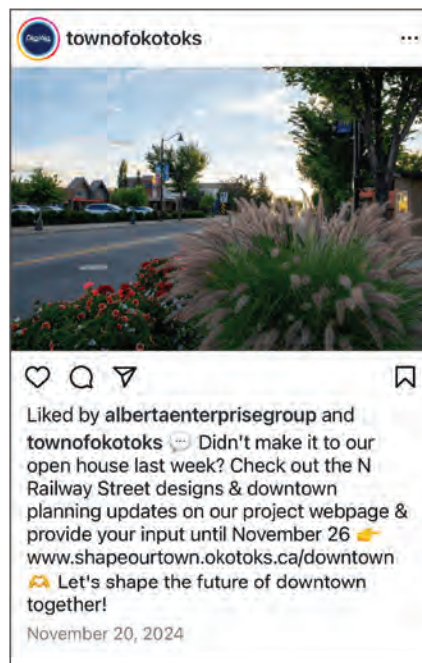 Okotoks
townofokotoks
Liked by albertaenterprisegroup and
townofokotoks 💬 Didn't make it to our
open house last week? Check out the N
Railway Street designs & downtown
planning updates on our project webpage &
provide your input until November 26 👉
www.shapeourtown.okotoks.ca/downtown
🫶 Let's shape the future of downtown
together!
November 20, 2024